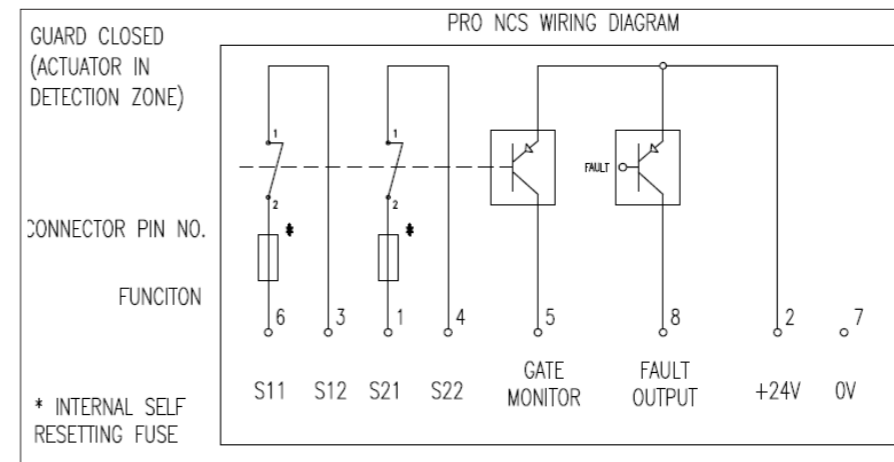 PRO NCS WIRING DIAGRAM
GUARD CLOSED
(ACTUATOR IN
DETECTION ZONE)
1 1
FAULT
2 2
* *
CONNECTOR PIN NO.
FUNCITON
6 3 1 4 5 8 2 7
S11 S12 S21 S22 GATE MONITOR FAULT OUTPUT +24V 0V
* INTERNAL SELF
RESETTING FUSE